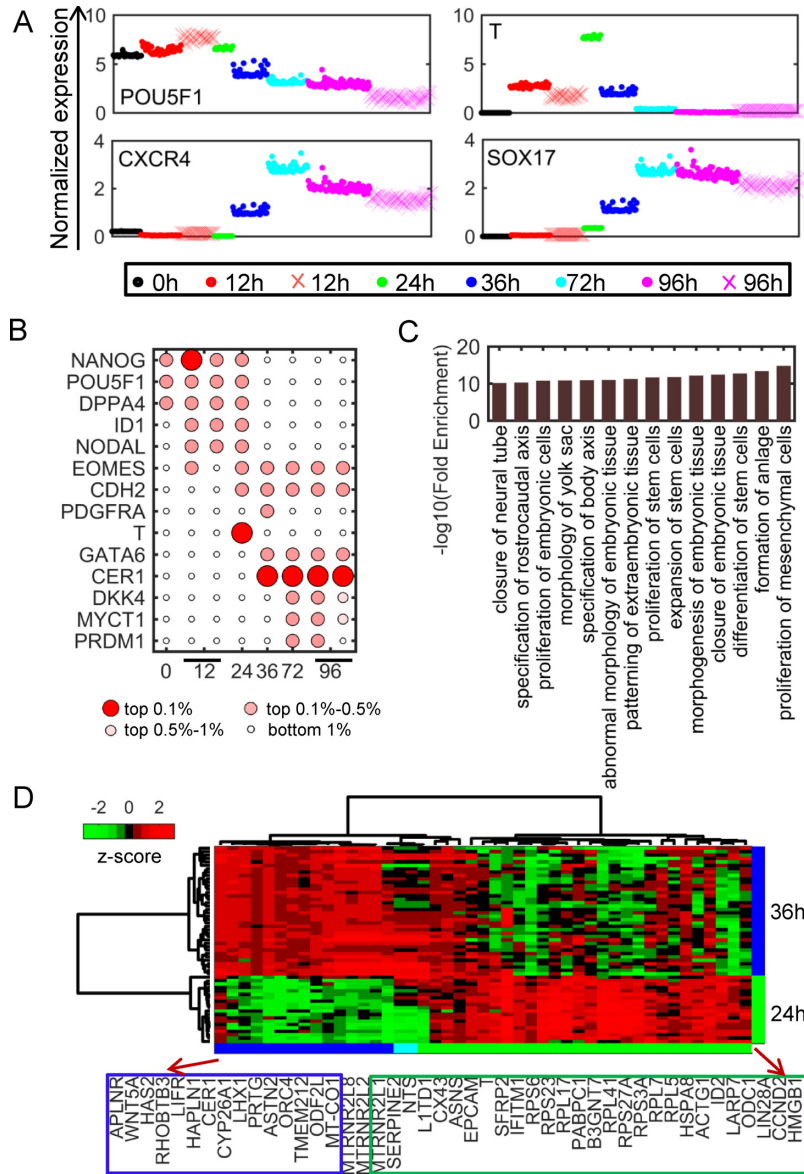 A
Normalized expression
10
5
0
POU5F1
10
5
0
T
4
2
0
CXCR4
4
2
0
SOX17
0h 12h 12h 24h 36h 72h 96h 96h
B
NANOG
POU5F1
DPPA4
ID1
NODAL
EOMES
CDH2
PDGFRA
T
GATA6
CER1
DKK4
MYCT1
PRDM1
0 12 24 36 72 96
top 0.1% top 0.1%-0.5%
top 0.5%-1% bottom 1%
C
-log10(Fold Enrichment)
20
10
0
closure of neural tube
specification of rostrocaudal axis
proliferation of embryonic cells
morphology of yolk sac
specification of body axis
abnormal morphology of embryonic tissue
patterning of extraembryonic tissue
proliferation of stem cells
expansion of stem cells
morphogenesis of embryonic tissue
closure of embryonic tissue
differentiation of stem cells
formation of anlage
proliferation of mesenchymal cells
D
-2 0 2
z-score
36h
24h
APLNR
WNT5A
HAS2
RHOBTB3
LIFR
HAPLN1
CER1
CYP26A1
LHX1
PRTG
ASTN2
ORC4
TMEM212
ODF2L
MT-CO1
MTRNR2L8
MTRNR2L2
MTRNR2L1
SERPINE2
NTS
L1TD1
CX43
ASNS
EPCAM
T
SFRP2
IFITM1
RPS6
RPS23
RPL17
PABPC1
B3GNT7
RPL41
RPS27A
RPS3A
RPL7
RPL5
HSPA8
ACTG1
ID2
LARP7
ODC1
LIN28A
CCND2
HMGB1